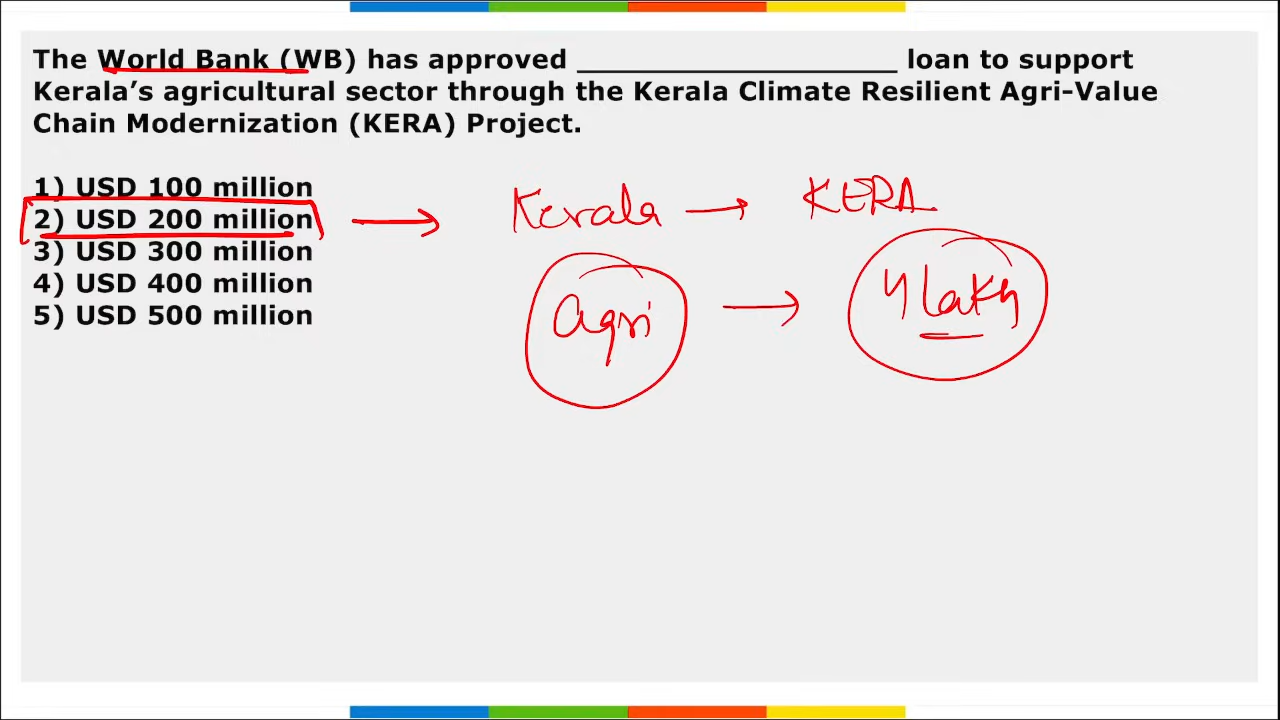 The World Bank (WB) has approved ______________________ loan to support
Kerala's agricultural sector through the Kerala Climate Resilient Agri-Value
Chain Modernization (KERA) Project.
1) USD 100 million
2) USD 200 million
3) USD 300 million
4) USD 400 million
5) USD 500 million
Kerala → KERA
agri → 4 lakh